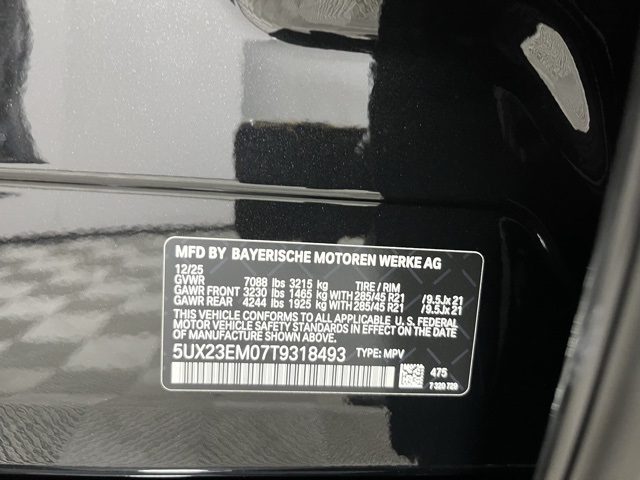 MFD BY BAYERISCHE MOTOREN WERKE AG
12/25
GVWR 7088 lbs 3215 kg TIRE / RIM
GAWR FRONT 3230 lbs 1465 kg WITH 285/45 R21 / 9.5Jx21
GAWR REAR 4244 lbs 1925 kg WITH 285/45 R21 / 9.5Jx21
THIS VEHICLE CONFORMS TO ALL APPLICABLE U. S. FEDERAL
MOTOR VEHICLE SAFETY STANDARDS IN EFFECT ON THE DATE
OF MANUFACTURE SHOWN ABOVE.
5UX23EM07T9318493 TYPE: MPV
475
7 320 729